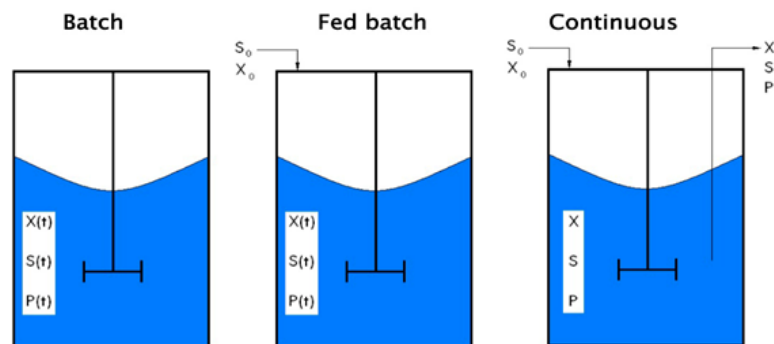 Batch
X(t)
S(t)
P(t)
Fed batch
S₀
X₀
X(t)
S(t)
P(t)
Continuous
S₀
X₀
X
S
P
X
S
P